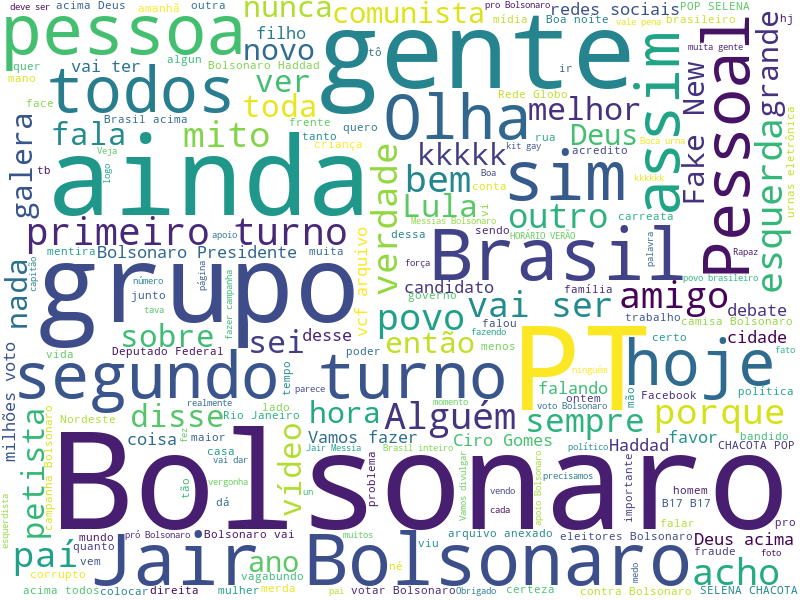 deve ser acima Deus amanhã outra nunca comunista redes sociais pro Bolsonaro POP SELENA
pessoa quer algun filho gente mídia Boa noite vale pena brasileiro muita gente hj
vai ter Bolsonaro Haddad novo tô ir Pessoal grande
mano todos ver Rede Globo
face Brasil acima toda frente quero Olha melhor assim Fake New
galera fala mito tanto rua Deus Boca urna urnas eletrônica
Veja criança kkkkk kit gay acredito esquerda
tb ainda logo verdade bem Boa sim kkkkkk
conta Lula vi outro carreata
primeiro turno apoio Messias Bolsonaro dessa sendo HORÁRIO VERÃO palavra Rapaz
nada mentira Bolsonaro Presidente muita vcf arquivo Brasil força povo brasileiro
capitão grupo número página candidato família amigo
junto fazer campanha governo vai ser trabalho debate
tava povo falou fazendo camisa Bolsonaro
sobre sei desse então menos PT certo cidade
milhões voto Deputado Federal poder hoje fato
vida segundo turno tempo parece ninguém política
realmente momento falando mão Facebook
petista Nordeste disse Rio Janeiro lado hora Alguém ontem voto Bolsonaro sempre porque
campanha Bolsonaro coisa fez maior Vamos fazer Ciro Gomes Haddad favor bandido
casa vídeo Jair Messia Brasil inteiro Vamos divulgar político CHACOTA POP
esquerdista Bolsonaro vai dar problema apoio Bolsonaro precisamos importante
tão vergonha un vendo homem
dá cada B17 B17
mundo pró Bolsonaro Bolsonaro vai muitos arquivo anexado eleitores Bolsonaro falar pro
país quanto viu Deus acima
vem Jair Bolsonaro né medo fraude foto
corrupto vagabundo ano merda acho
acima todos colocar direita mulher pai votar Bolsonaro Obrigado certeza contra Bolsonaro SELENA CHACOTA